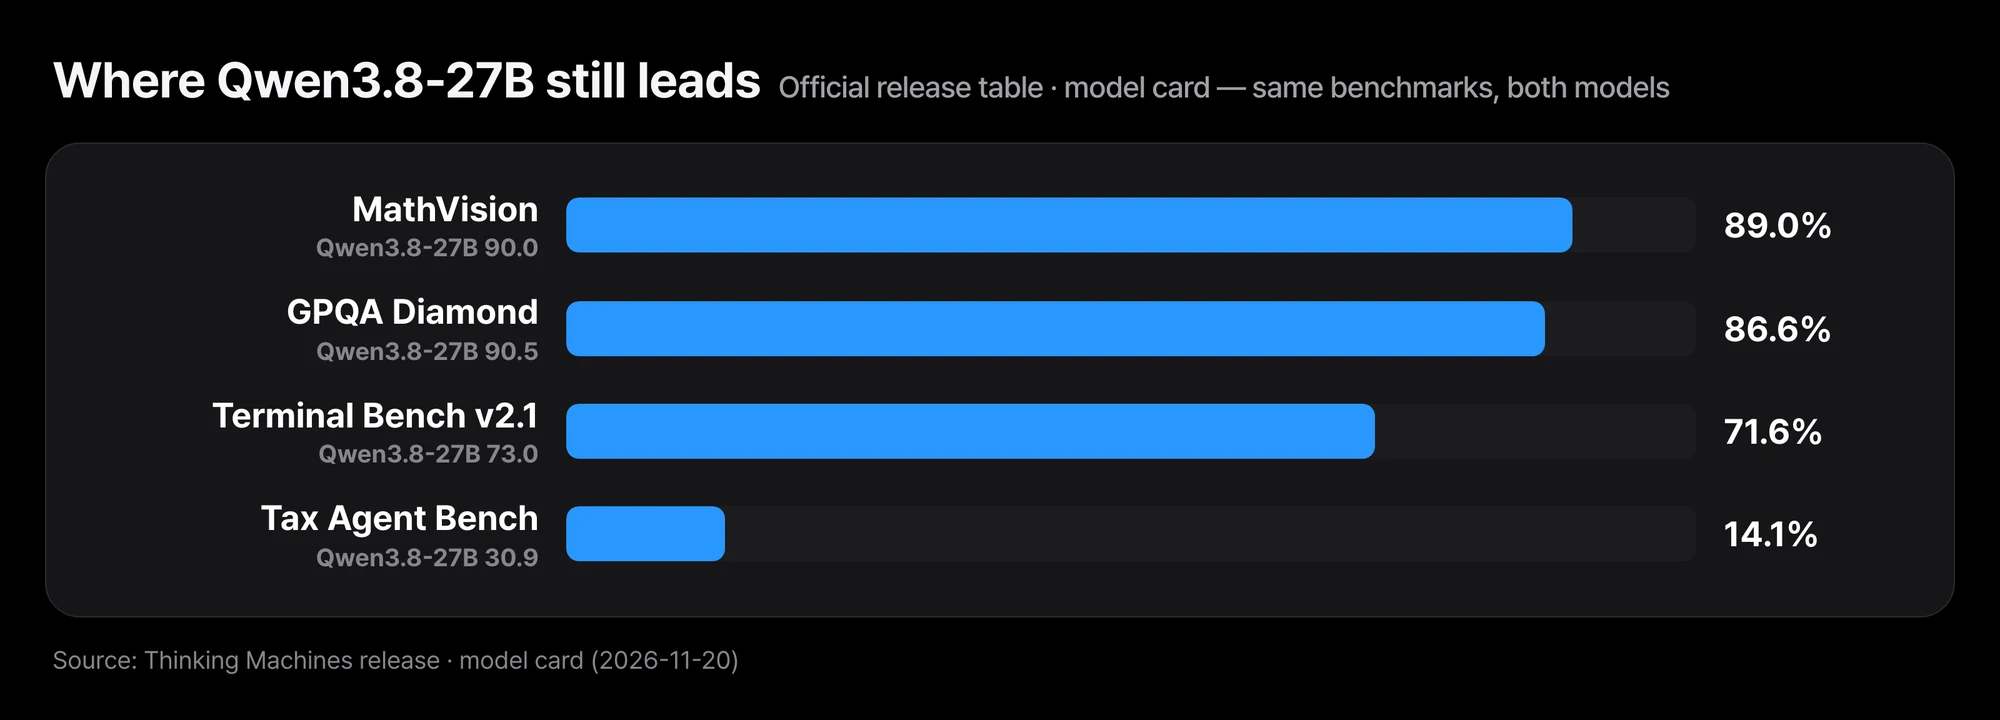 Where Qwen3.8-27B still leads Official release table · model card — same benchmarks, both models
MathVision
Qwen3.8-27B 90.0
89.0%
GPQA Diamond
Qwen3.8-27B 90.5
86.6%
Terminal Bench v2.1
Qwen3.8-27B 73.0
71.6%
Tax Agent Bench
Qwen3.8-27B 30.9
14.1%
Source: Thinking Machines release · model card (2026-11-20)